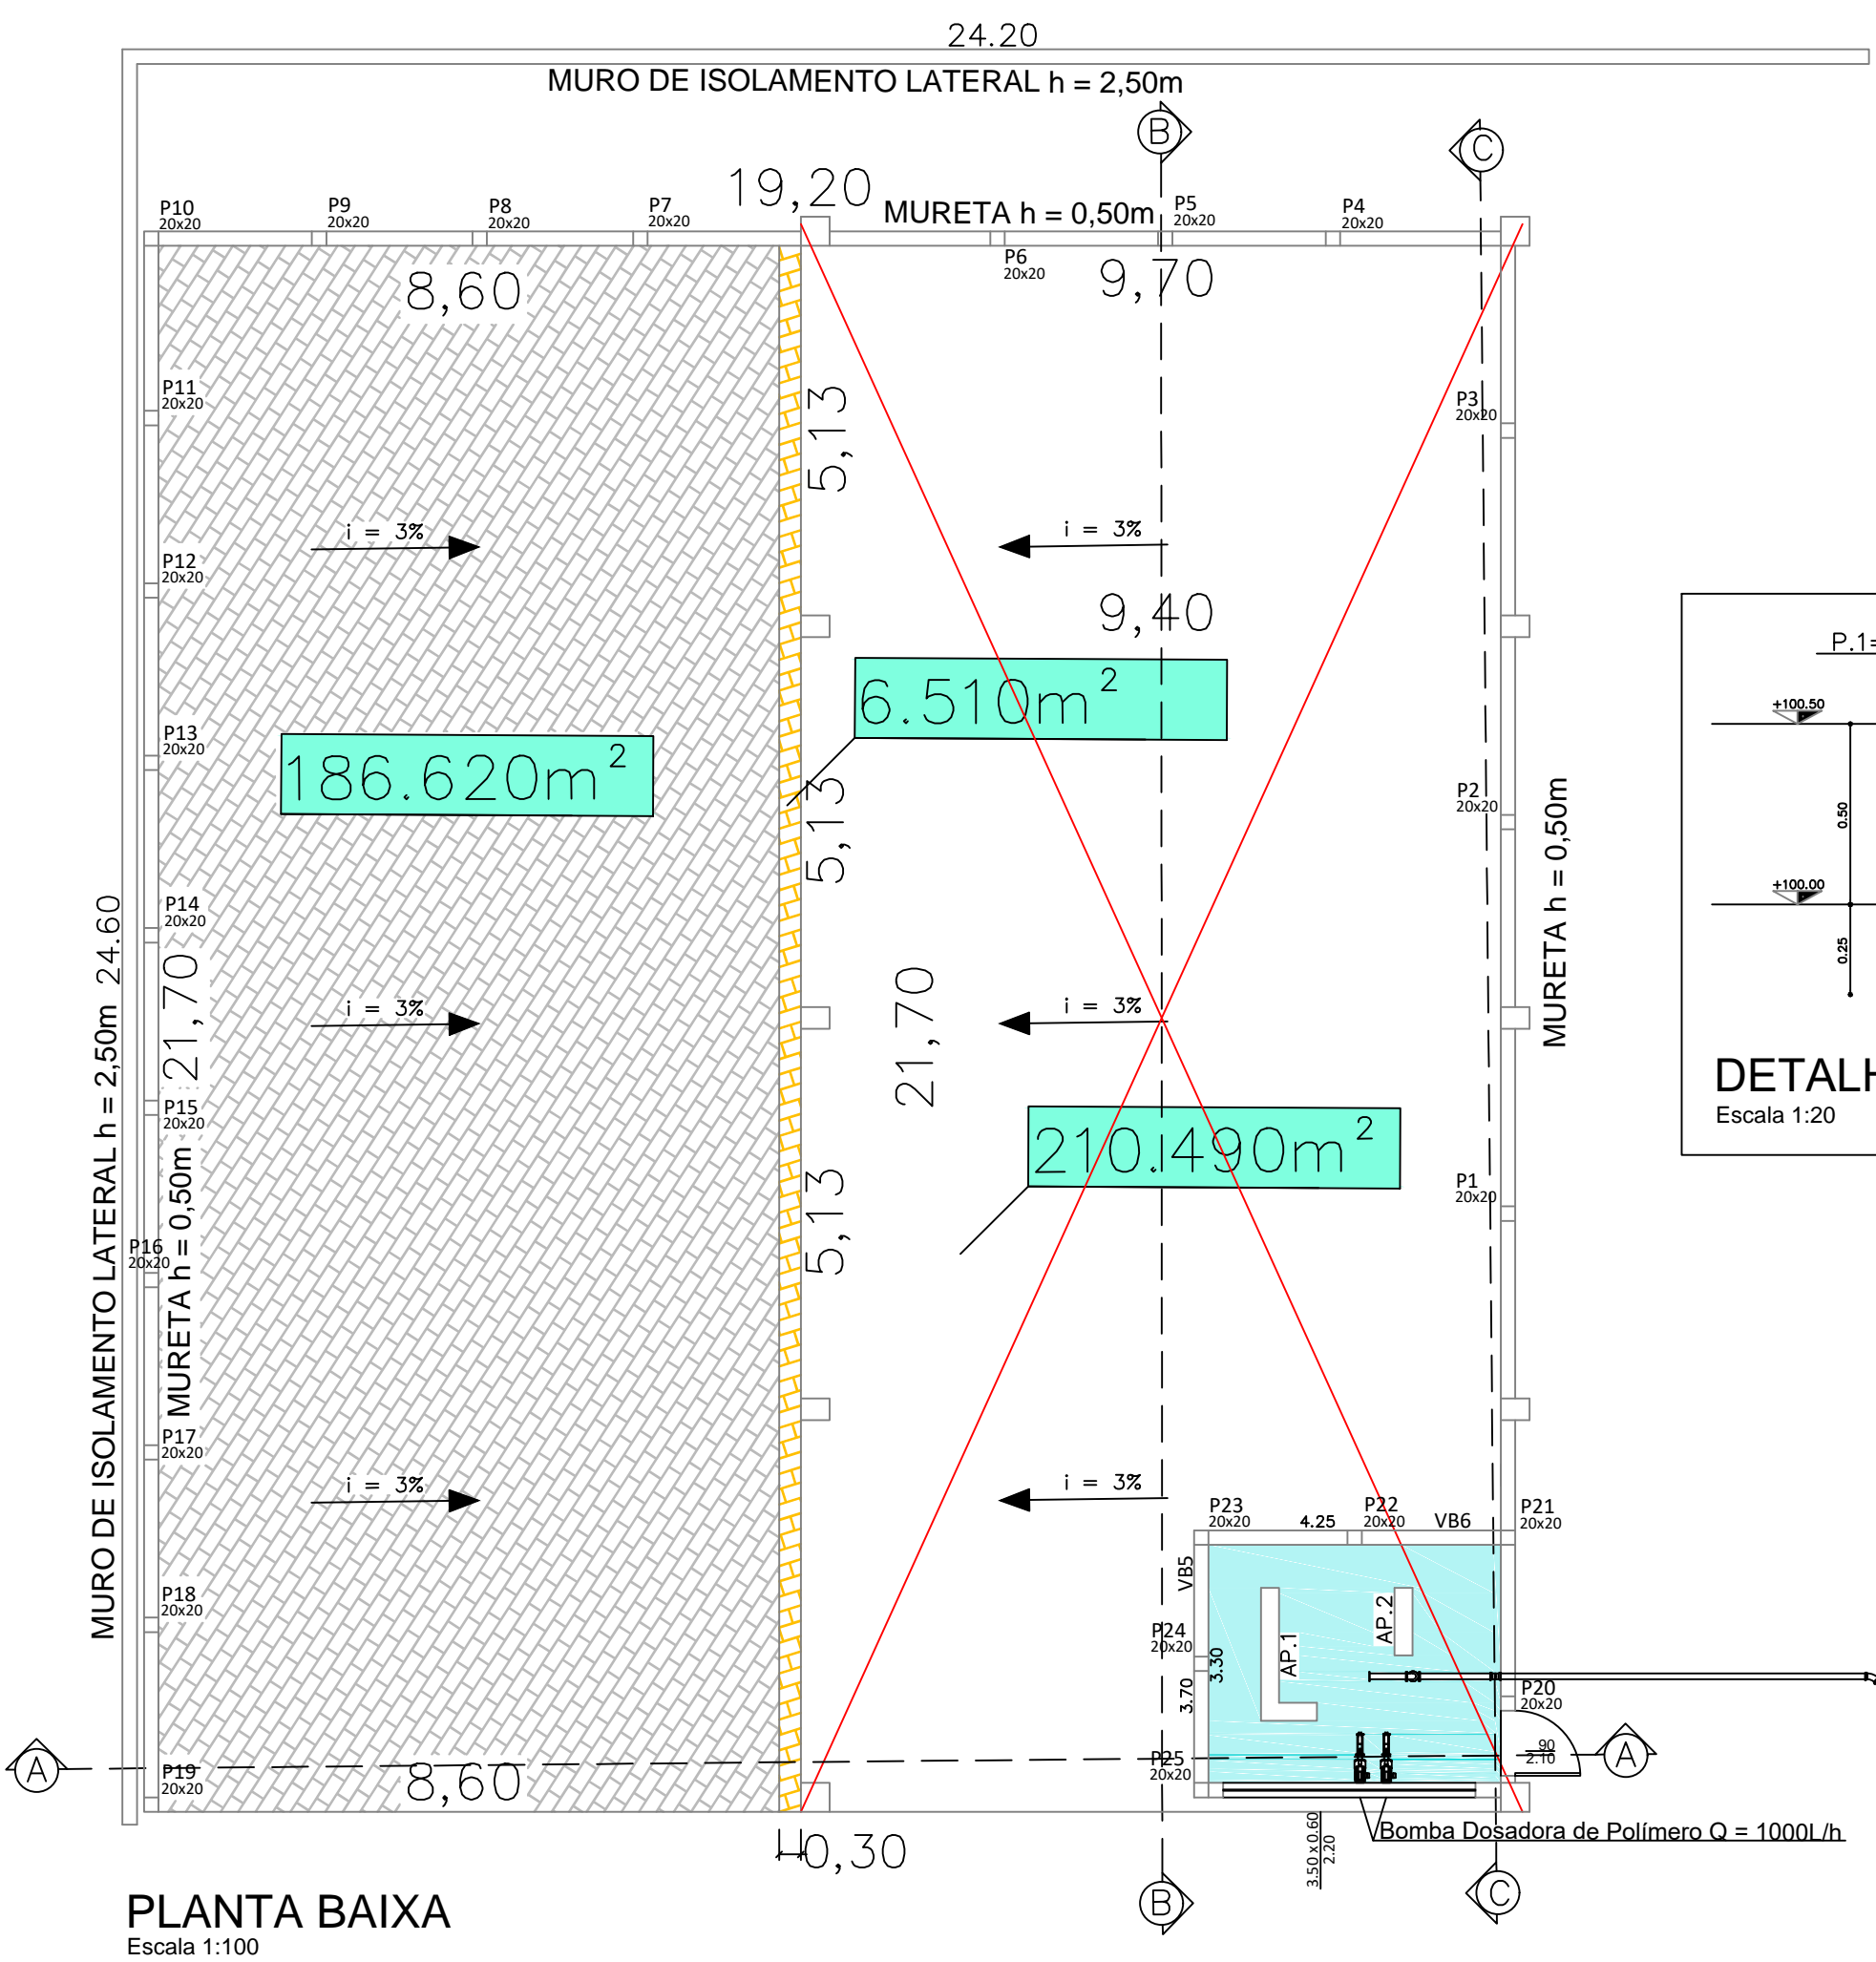 24.20
MURO DE ISOLAMENTO LATERAL h = 2,50m
B
C
19,20
MURETA h = 0,50m
P10
20x20
P9
20x20
P8
20x20
P7
20x20
P5
20x20
P4
20x20
P6
20x20
8,60
9,70
P11
20x20
5,13
P3
20x20
i = 3%
i = 3%
P12
20x20
9,40
P.1=
6.510m²
+100.50
P13
20x20
186.620m²
5,13
P2
20x20
MURETA h = 0,50m
0.50
+100.00
P14
20x20
0.25
MURO DE ISOLAMENTO LATERAL h = 2,50m 24.60
21,70
21,70
i = 3%
i = 3%
DETALH
Escala 1:20
P15
20x20
210.490m²
MURETA h = 0,50m
5,13
P1
20x20
P16
20x20
P17
20x20
i = 3%
i = 3%
P23
20x20
4.25
P22
20x20
VB6
P21
20x20
VB5
P18
20x20
P24
20x20
3.30
3.70
AP.1
AP.2
P20
20x20
A
P19
20x20
8,60
P25
20x20
90
2.10
A
0,30
3.50 x 0.60
2.20
Bomba Dosadora de Polímero Q = 1000L/h
B
C
PLANTA BAIXA
Escala 1:100